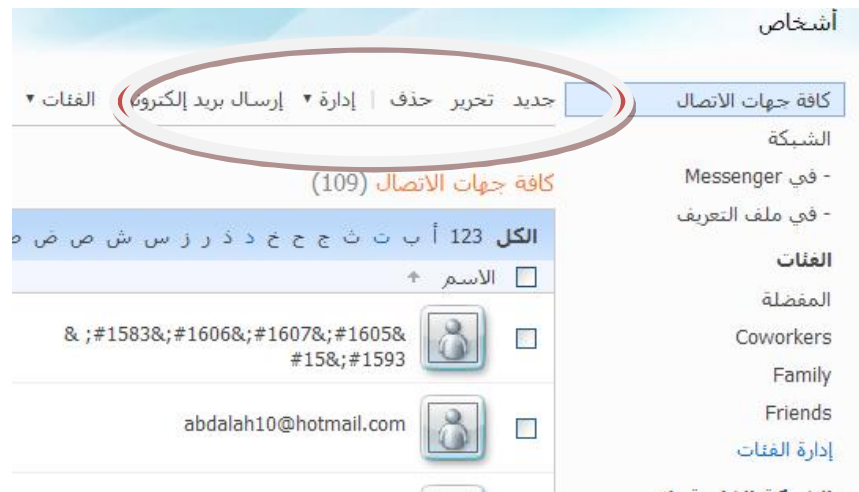 أشخاص
كافة جهات الاتصال
الشبكة
- في Messenger
- في ملف التعريف
الفئات
المفضلة
Coworkers
Family
Friends
إدارة الفئات
جديد تحرير حذف | إدارة ▾ إرسال بريد الفئات ▾
كافة جهات الاتصال (109)
الكل 123 أ ب ت ث ج ح خ د ذ ر ز س ش ص ض
الاسم
&#1605;&#1607;&#1606;&#1583; &
#1593;&#15
abdalah10@hotmail.com